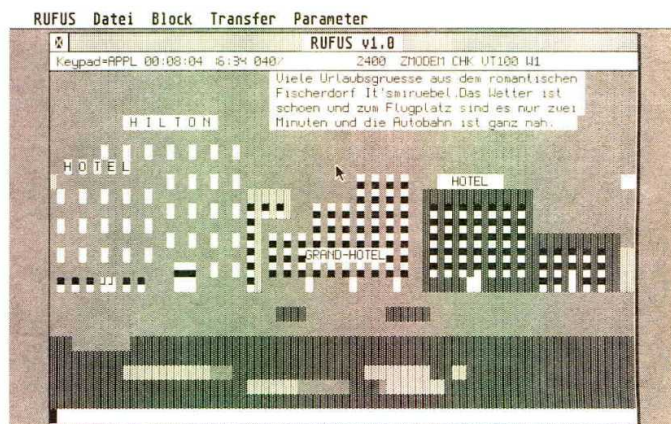 RUFUS Datei Block Transfer Parameter
RUFUS v1.0
Keypad=APPL 00:08:04 16:34 040/ 2400 ZMODEM CHK VT100 W1
Viele Urlaubsgruesse aus dem romantischen
Fischerdorf It'smiruebel.Das Wetter ist
schoen und zum Flugplatz sind es nur zwei
Minuten und die Autobahn ist ganz nah.
H I L T O N
H O T E L
HOTEL
GRAND-HOTEL